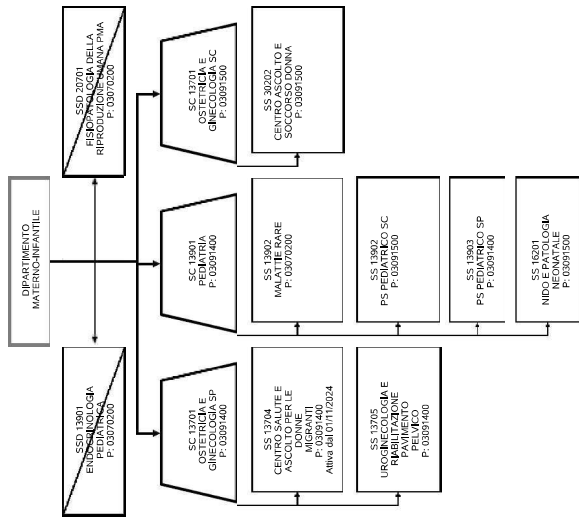 DIPARTIMENTO
MATERNO-INFANTILE
SSD 13901
ENDOCRINOLOGIA
PEDIATRICA
P: 03070200
SSD 20701
FISIOPATOLOGIA DELLA
RIPRODUZIONE UMANA PMA
P: 03070200
SC 13701
OSTETRICIA E
GINECOLOGIA SP
P: 03091400
SC 13901
PEDIATRIA
P: 03091400
SC 13701
OSTETRICIA E
GINECOLOGIA SC
P: 03091500
SS 13704
CENTRO SALUTE E
ASCOLTO PER LE
DONNE
MIGRANTI
P: 03091400
Attiva dal 01/11/2024
SS 13902
MALATTIE RARE
P: 03070200
SS 30202
CENTRO ASCOLTO E
SOCCORSO DONNA
P: 03091500
SS 13705
UROGINECOLOGIA E
RIABILITAZIONE
PAVIMENTO
PELVICO
P: 03091400
SS 13902
PS PEDIATRICO SC
P: 03091500
SS 13903
PS PEDIATRICO SP
P: 03091400
SS 16201
NIDO E PATOLOGIA
NEONATALE
P: 03091500